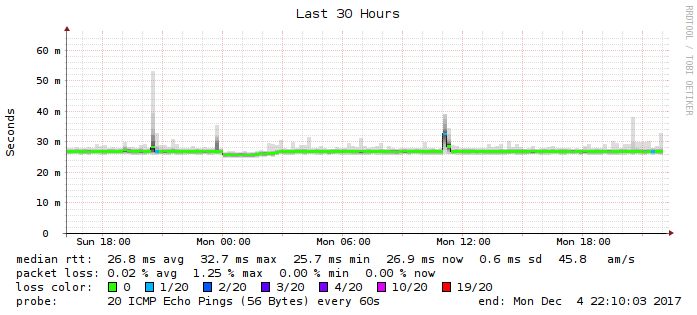 Last 30 Hours
RRDTOOL / TOBI OETIKER
Seconds
60 m
50 m
40 m
30 m
20 m
10 m
0
Sun 18:00 Mon 00:00 Mon 06:00 Mon 12:00 Mon 18:00
median rtt: 26.8 ms avg 32.7 ms max 25.7 ms min 26.9 ms now 0.6 ms sd 45.8 am/s
packet loss: 0.02 % avg 1.25 % max 0.00 % min 0.00 % now
loss color: 0 1/20 2/20 3/20 4/20 10/20 19/20
probe: 20 ICMP Echo Pings (56 Bytes) every 60s end: Mon Dec 4 22:10:03 2017